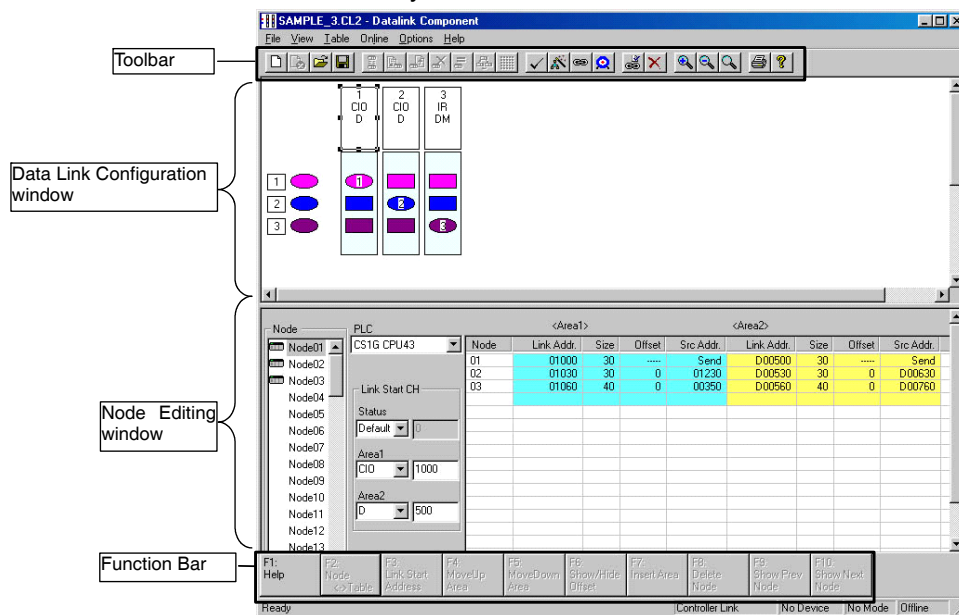 SAMPLE_3.CL2 - Datalink Component
File View Table Online Options Help
Toolbar
1 2 3
CIO CIO IR
D D DM
Data Link Configuration
window
1 1
2 2
3 3
Node PLC <Area1> <Area2>
CS1G CPU43
Node Link Addr. Size Offset Src Addr. Link Addr. Size Offset Src Addr.
01 01000 30 ----- Send D00500 30 ----- Send
02 01030 30 0 01230 D00530 30 0 D00630
03 01060 40 0 00350 D00560 40 0 D00760
Node01
Node02
Node03
Node04
Node05
Node06
Node07
Node08
Node09
Node10
Node11
Node12
Node13
Link Start CH
Status
Default 0
Area1
CIO 1000
Area2
D 500
Node Editing
window
Function Bar
F1: Help
F2: Node <-> Table
F3: Link Start Address
F4: MoveUp Area
F5: MoveDown Area
F6: Show/Hide Offset
F7: Insert Area
F8: Delete Node
F9: Show Prev Node
F10: Show Next Node
Ready Controller Link No Device No Mode Offline